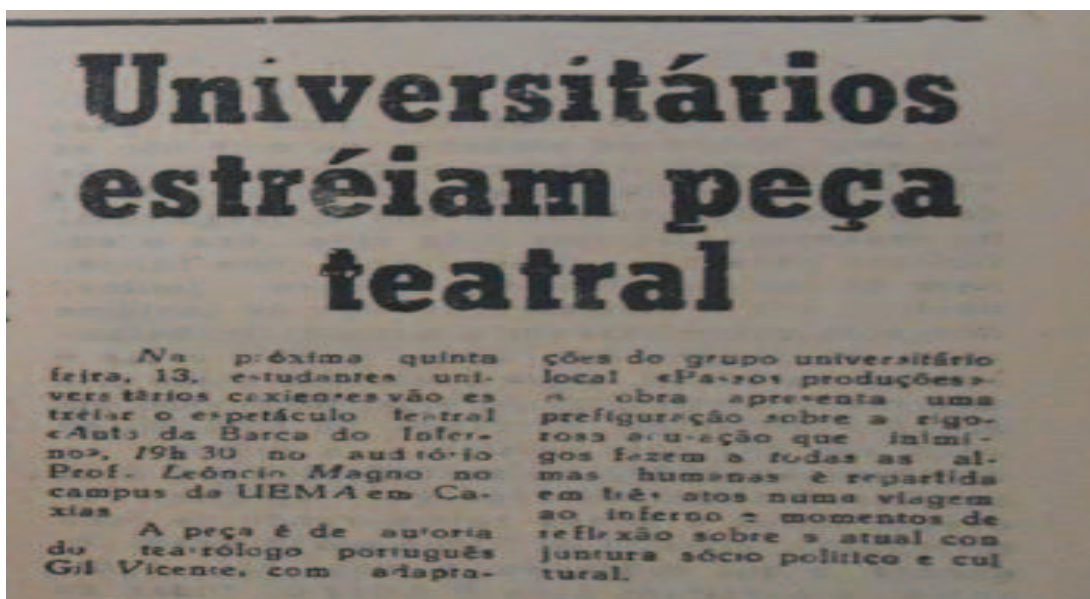 Universitários
estréiam peça
teatral
Na próxima quinta
feira, 13, estudantes uni-
versitários caxienses vão es
tréiar o espetáculo teatral
«Auto da Barca do Infer-
no», 19h 30 no auditório
Prof. Leôncio Magno no
campus da UEMA em Ca-
xias
A peça é de autoria
do teatrólogo português
Gil Vicente, com adapta-
ções do grupo universitário
local «Passos produções»
a obra apresenta uma
prefiguração sobre a rigo-
rosa acusação que inimi-
gos fazem a todas as al-
mas humanas é repartida
em três atos numa viagem
ao inferno e momentos de
reflexão sobre a atual con
juntura sócio político e cul
tural.